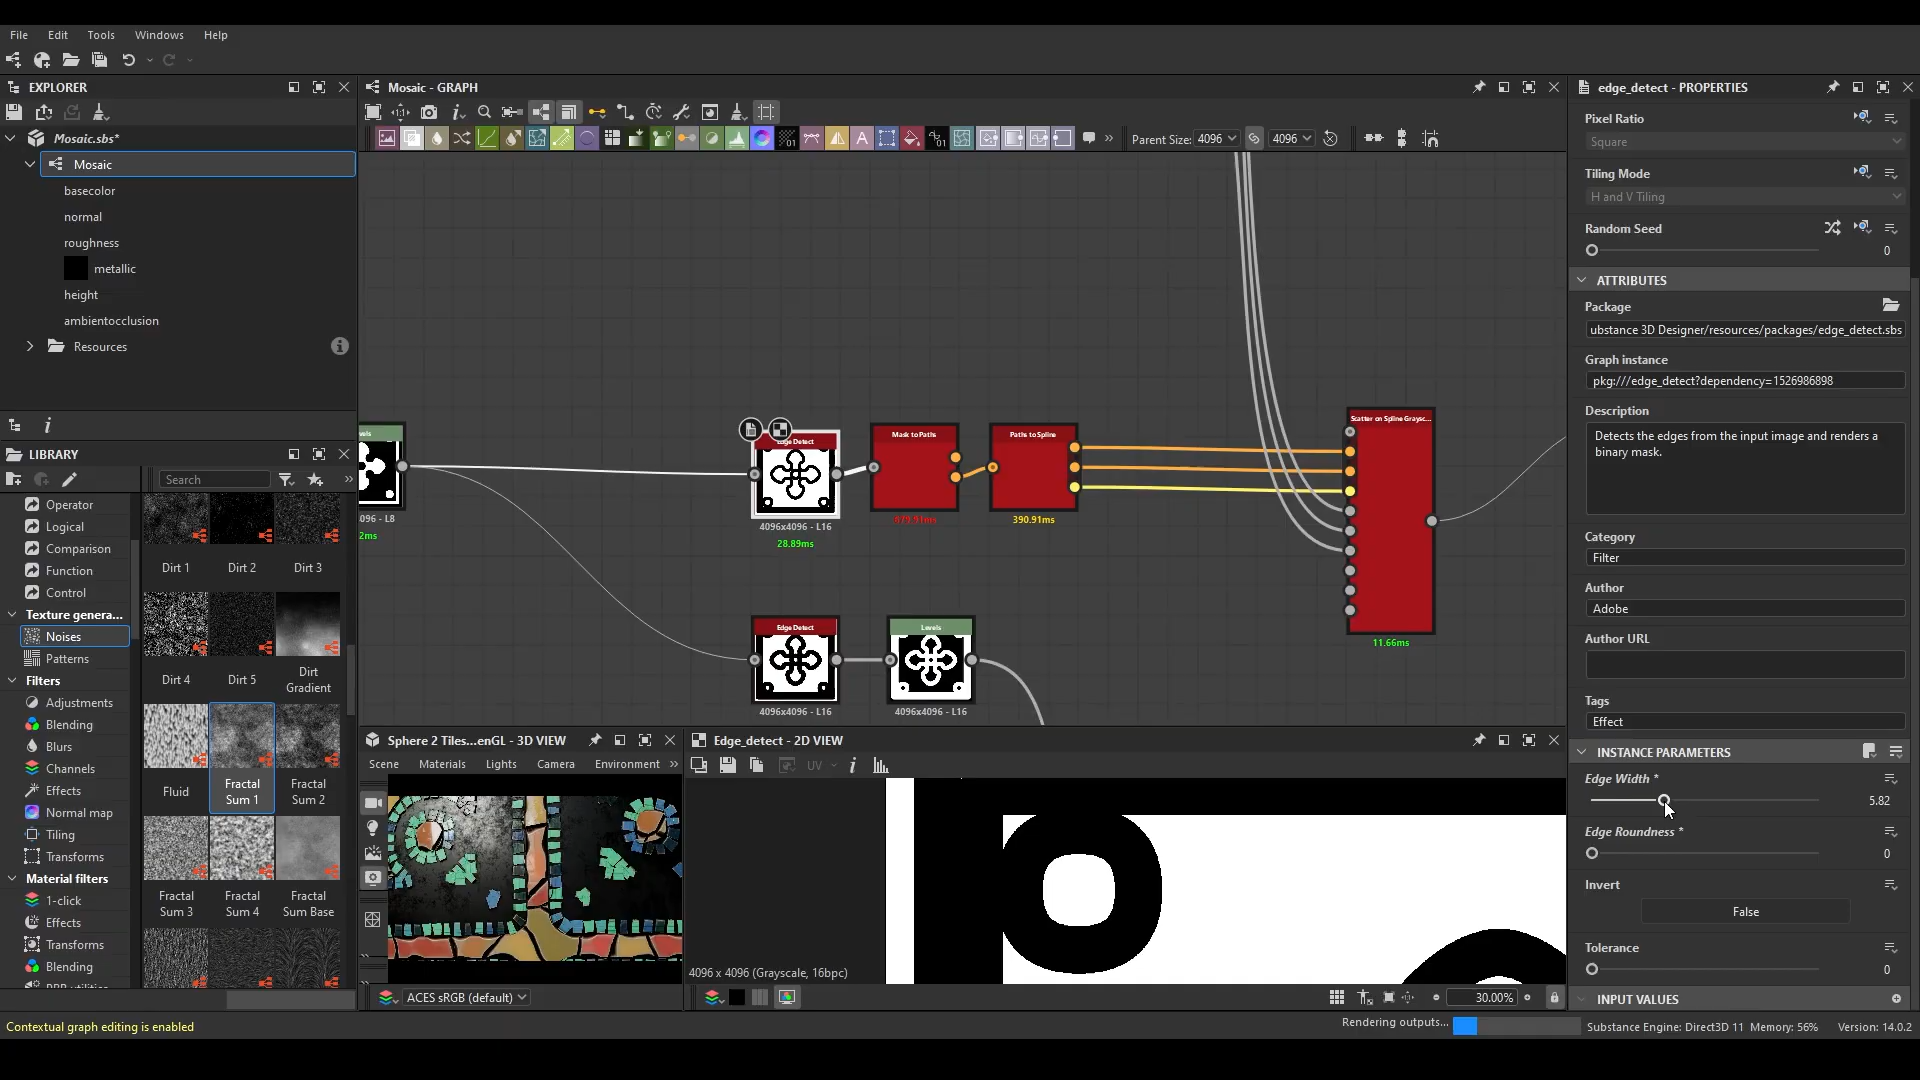 File Edit Tools Windows Help
EXPLORER
Mosaic.sbs*
Mosaic
basecolor
normal
roughness
metallic
height
ambientocclusion
Resources
LIBRARY
Search
Operator
Logical
Comparison
Function
Control
Texture genera...
Noises
Patterns
Filters
Adjustments
Blending
Blurs
Channels
Effects
Normal map
Tiling
Transforms
Material filters
1-click
Effects
Transforms
Blending
Dirt 1 Dirt 2 Dirt 3
Dirt 4 Dirt 5 Dirt Gradient
Fluid Fractal Sum 1 Fractal Sum 2
Fractal Sum 3 Fractal Sum 4 Fractal Sum Base
Contextual graph editing is enabled
Mosaic - GRAPH
Parent Size: 4096 4096
Edge Detect
4096x4096 - L16
28.89ms
Mask to Paths
Paths to Spline
390.91ms
Scatter on Spline Graysc...
11.66ms
096 - L8
2ms
Edge Detect
4096x4096 - L16
Levels
4096x4096 - L16
Sphere 2 Tiles...enGL - 3D VIEW
Scene Materials Lights Camera Environment
ACES sRGB (default)
Edge_detect - 2D VIEW
UV
4096 x 4096 (Grayscale, 16bpc)
30.00%
Rendering outputs...
Substance Engine: Direct3D 11 Memory: 56% Version: 14.0.2
edge_detect - PROPERTIES
Pixel Ratio
Square
Tiling Mode
H and V Tiling
Random Seed
0
ATTRIBUTES
Package
ubstance 3D Designer/resources/packages/edge_detect.sbs
Graph instance
pkg:///edge_detect?dependency=1526986898
Description
Detects the edges from the input image and renders a
binary mask.
Category
Filter
Author
Adobe
Author URL
Tags
Effect
INSTANCE PARAMETERS
Edge Width *
5.82
Edge Roundness *
0
Invert
False
Tolerance
0
INPUT VALUES